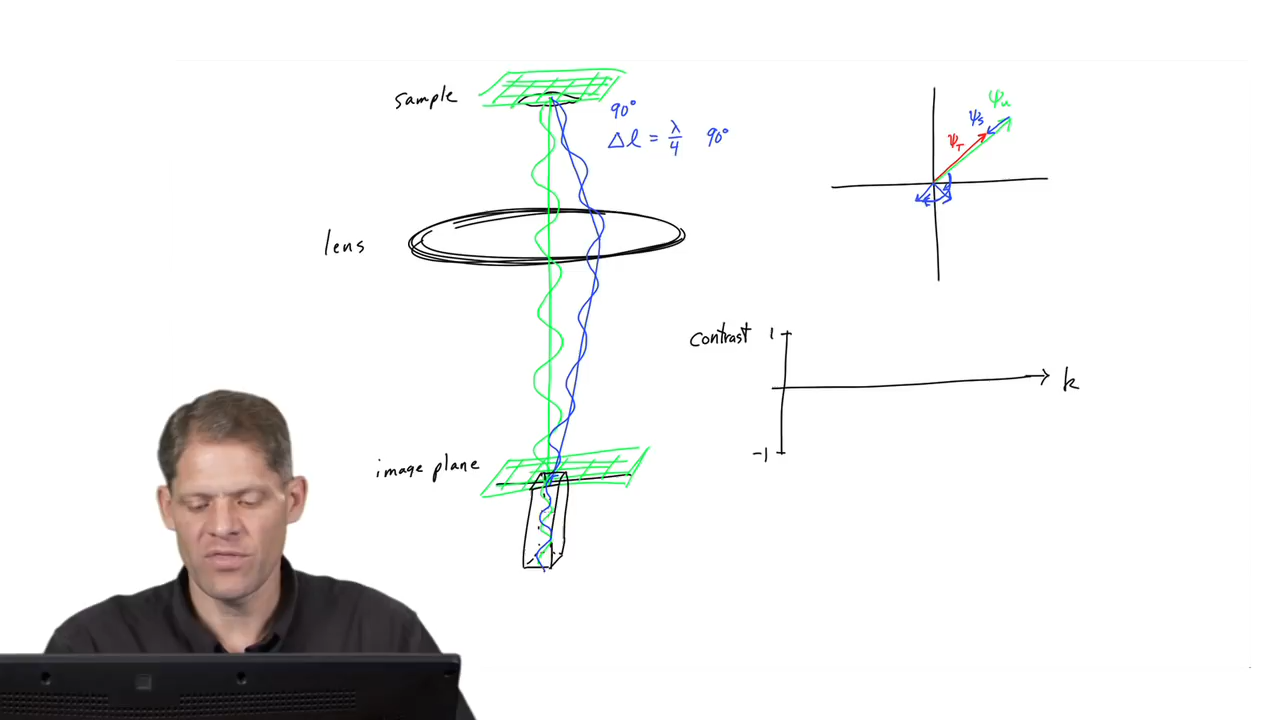 sample
90°
Δl = λ/4 90°
lens
image plane
ψu
ψs
ψT
contrast 1
k
-1